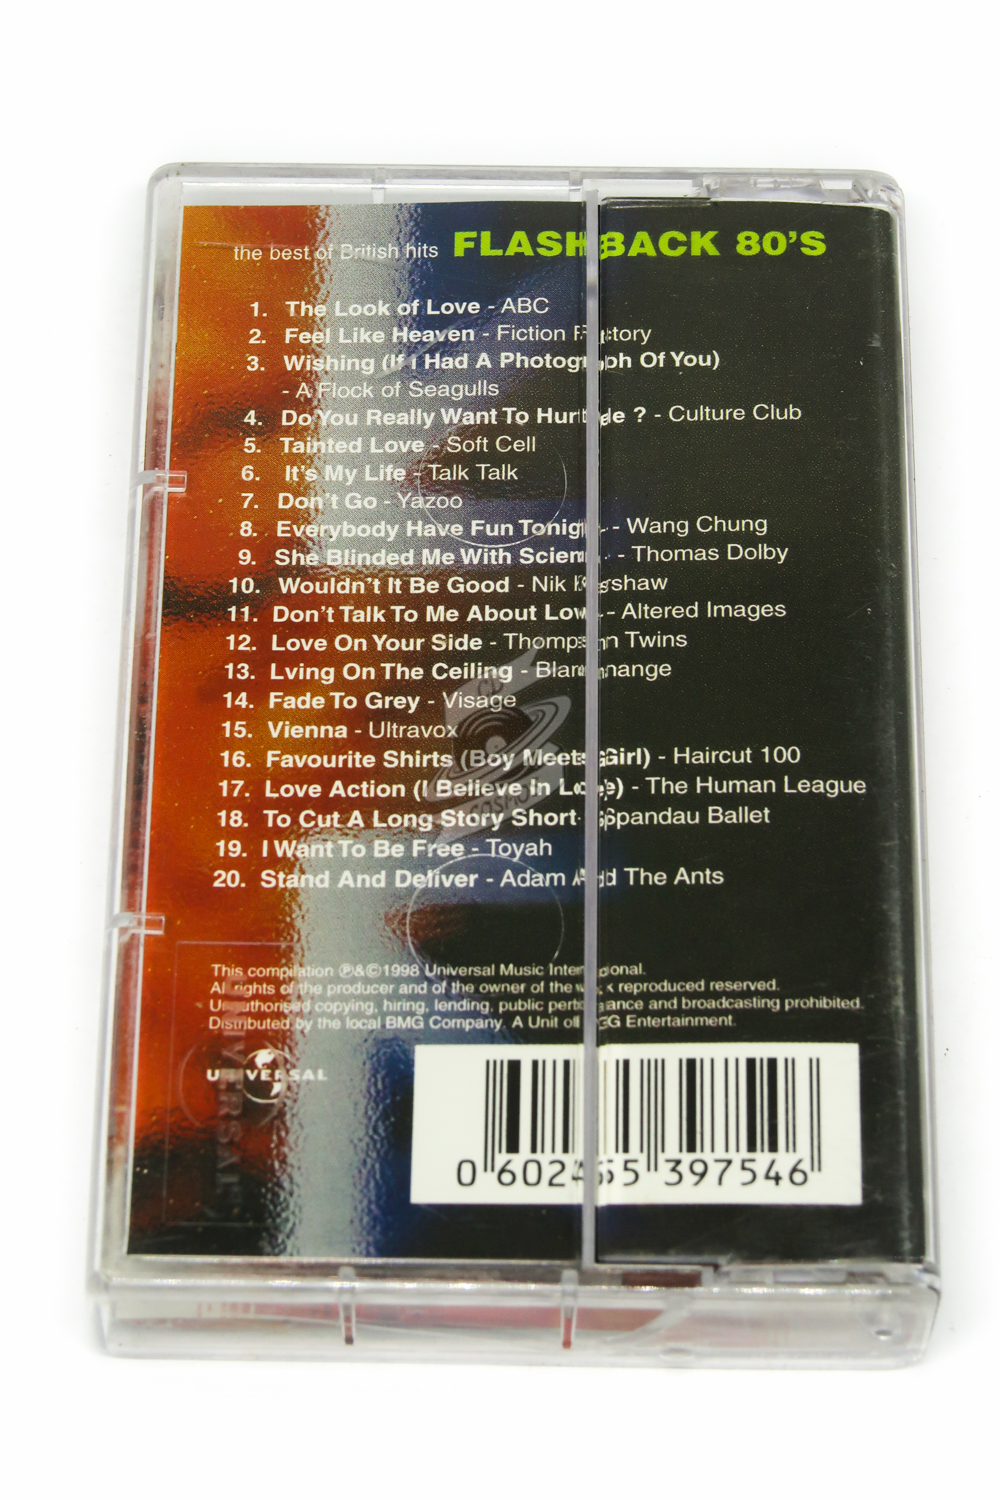 the best of British hits FLASHBACK 80'S
1. The Look of Love - ABC
2. Feel Like Heaven - Fiction Factory
3. Wishing (If I Had A Photograph Of You)
- A Flock of Seagulls
4. Do You Really Want To Hurt Me ? - Culture Club
5. Tainted Love - Soft Cell
6. It's My Life - Talk Talk
7. Don't Go - Yazoo
8. Everybody Have Fun Tonight - Wang Chung
9. She Blinded Me With Science - Thomas Dolby
10. Wouldn't It Be Good - Nik Kershaw
11. Don't Talk To Me About Love - Altered Images
12. Love On Your Side - Thompson Twins
13. Lving On The Ceiling - Blancmange
14. Fade To Grey - Visage
15. Vienna - Ultravox
16. Favourite Shirts (Boy Meets Girl) - Haircut 100
17. Love Action (I Believe In Love) - The Human League
18. To Cut A Long Story Short - Spandau Ballet
19. I Want To Be Free - Toyah
20. Stand And Deliver - Adam And The Ants
This compilation ℗&©1998 Universal Music International.
All rights of the producer and of the owner of the work reproduced reserved.
Unauthorised copying, hiring, lending, public performance and broadcasting prohibited.
Distributed by the local BMG Company. A Unit of BMG Entertainment.
UNIVERSAL
UNIVERSAL
0 602455 397546
CD
COSMOS